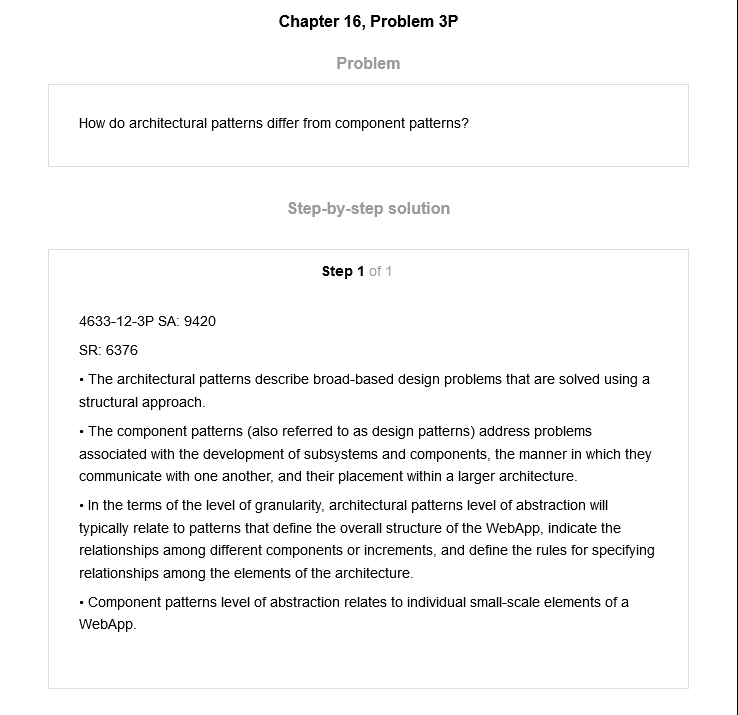 Chapter 16, Problem 3P
Problem
How do architectural patterns differ from component patterns?
Step-by-step solution
Step 1 of 1
4633-12-3P SA: 9420
SR: 6376
• The architectural patterns describe broad-based design problems that are solved using a
structural approach.
• The component patterns (also referred to as design patterns) address problems
associated with the development of subsystems and components, the manner in which they
communicate with one another, and their placement within a larger architecture.
• In the terms of the level of granularity, architectural patterns level of abstraction will
typically relate to patterns that define the overall structure of the WebApp, indicate the
relationships among different components or increments, and define the rules for specifying
relationships among the elements of the architecture.
• Component patterns level of abstraction relates to individual small-scale elements of a
WebApp.